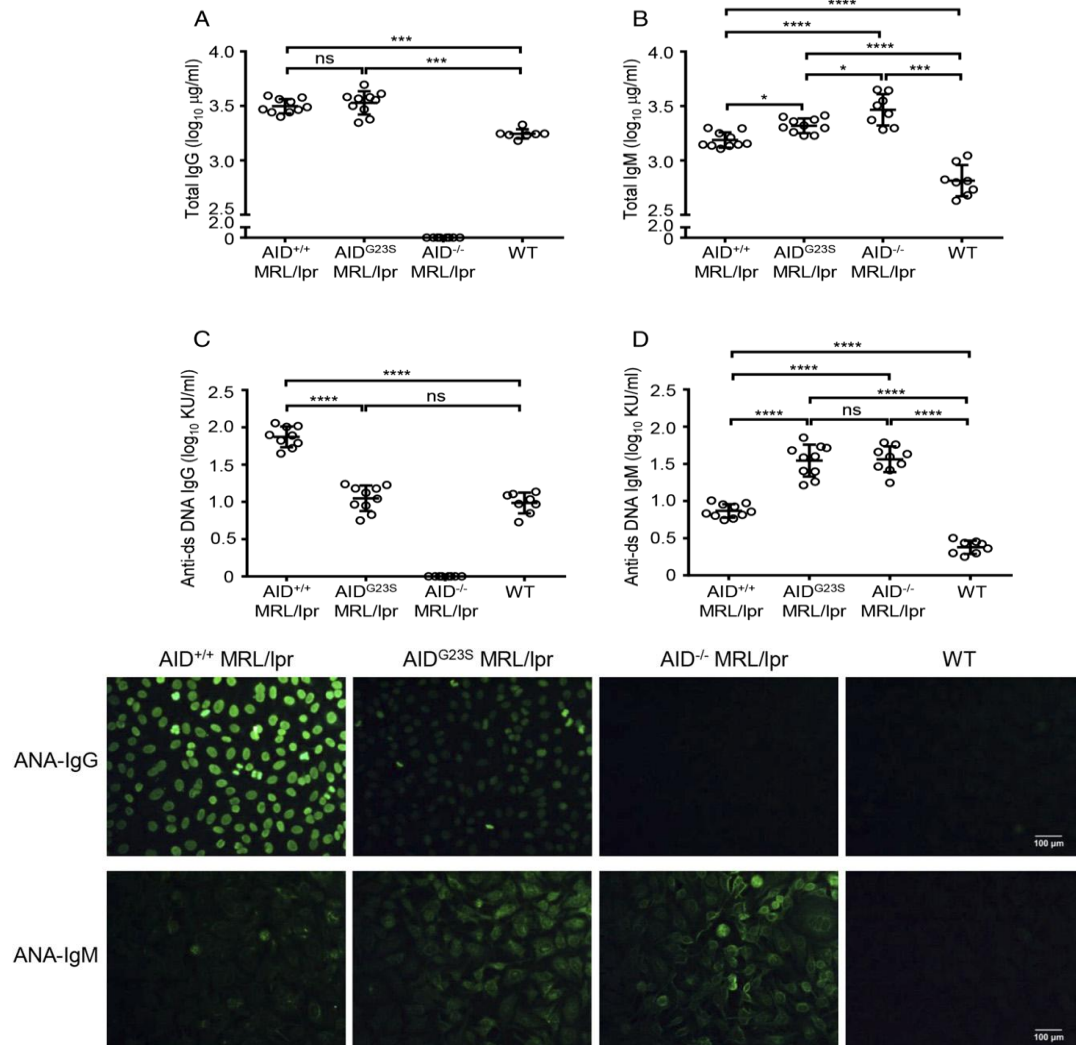 A
Total IgG (log10 µg/ml)
4.0
3.5
3.0
2.5
2.0
0
***
ns
***
AID+/+ MRL/lpr
AIDG23S MRL/lpr
AID-/- MRL/lpr
WT
B
Total IgM (log10 µg/ml)
4.0
3.5
3.0
2.5
2.0
0
****
****
****
*
***
*
AID+/+ MRL/lpr
AIDG23S MRL/lpr
AID-/- MRL/lpr
WT
C
Anti-ds DNA IgG (log10 KU/ml)
2.5
2.0
1.5
1.0
0.5
0
****
****
ns
AID+/+ MRL/lpr
AIDG23S MRL/lpr
AID-/- MRL/lpr
WT
D
Anti-ds DNA IgM (log10 KU/ml)
2.5
2.0
1.5
1.0
0.5
0
****
****
****
****
ns
****
AID+/+ MRL/lpr
AIDG23S MRL/lpr
AID-/- MRL/lpr
WT
AID+/+ MRL/lpr
AIDG23S MRL/lpr
AID-/- MRL/lpr
WT
ANA-IgG
100 µm
ANA-IgM
100 µm